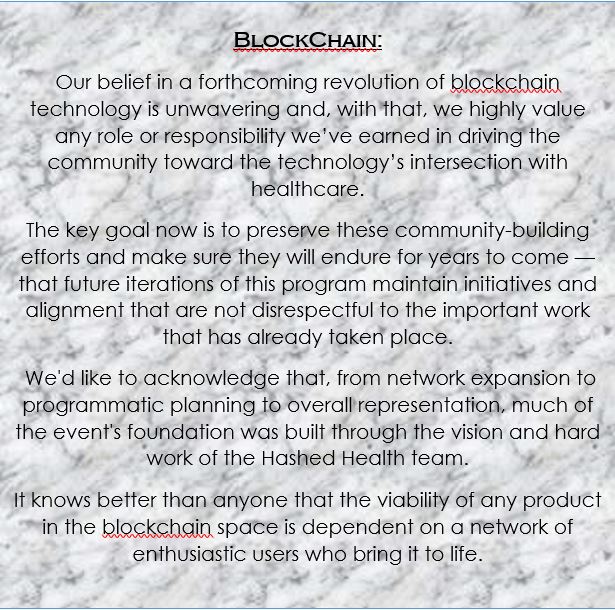 BLOCKCHAIN:
Our belief in a forthcoming revolution of blockchain
technology is unwavering and, with that, we highly value
any role or responsibility we’ve earned in driving the
community toward the technology’s intersection with
healthcare.
The key goal now is to preserve these community-building
efforts and make sure they will endure for years to come —
that future iterations of this program maintain initiatives and
alignment that are not disrespectful to the important work
that has already taken place.
We'd like to acknowledge that, from network expansion to
programmatic planning to overall representation, much of
the event's foundation was built through the vision and hard
work of the Hashed Health team.
It knows better than anyone that the viability of any product
in the blockchain space is dependent on a network of
enthusiastic users who bring it to life.